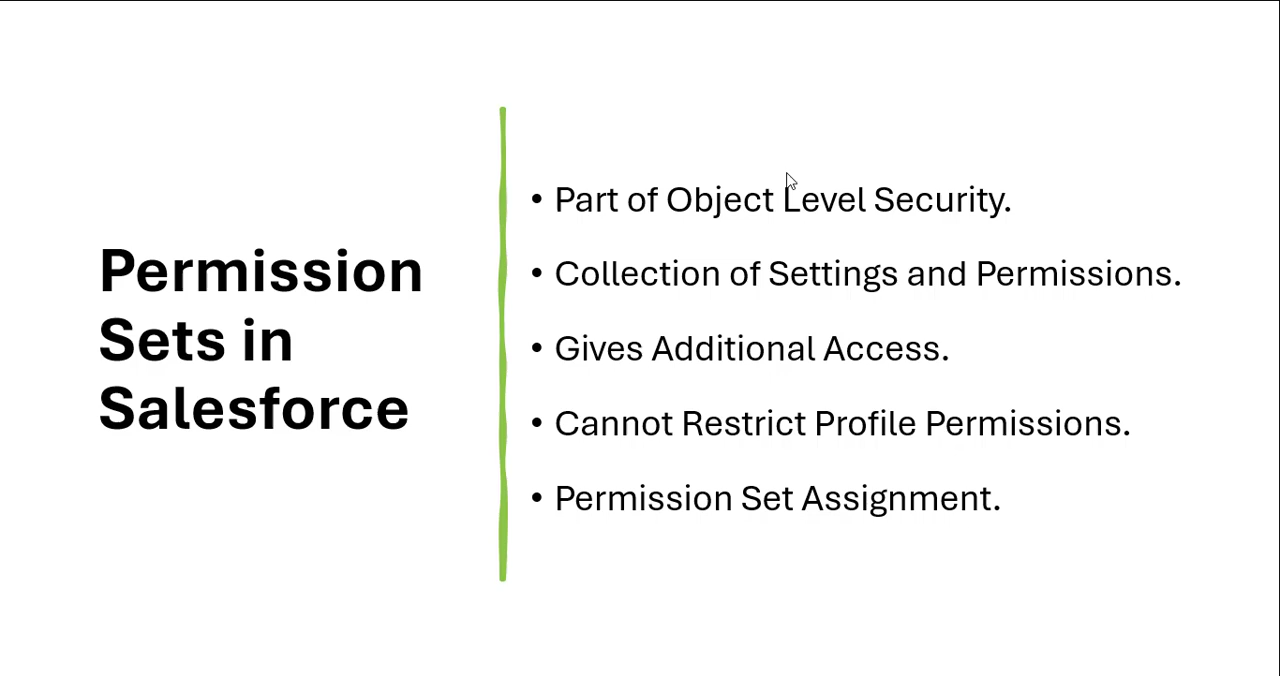 Permission
Sets in
Salesforce
• Part of Object Level Security.
• Collection of Settings and Permissions.
• Gives Additional Access.
• Cannot Restrict Profile Permissions.
• Permission Set Assignment.